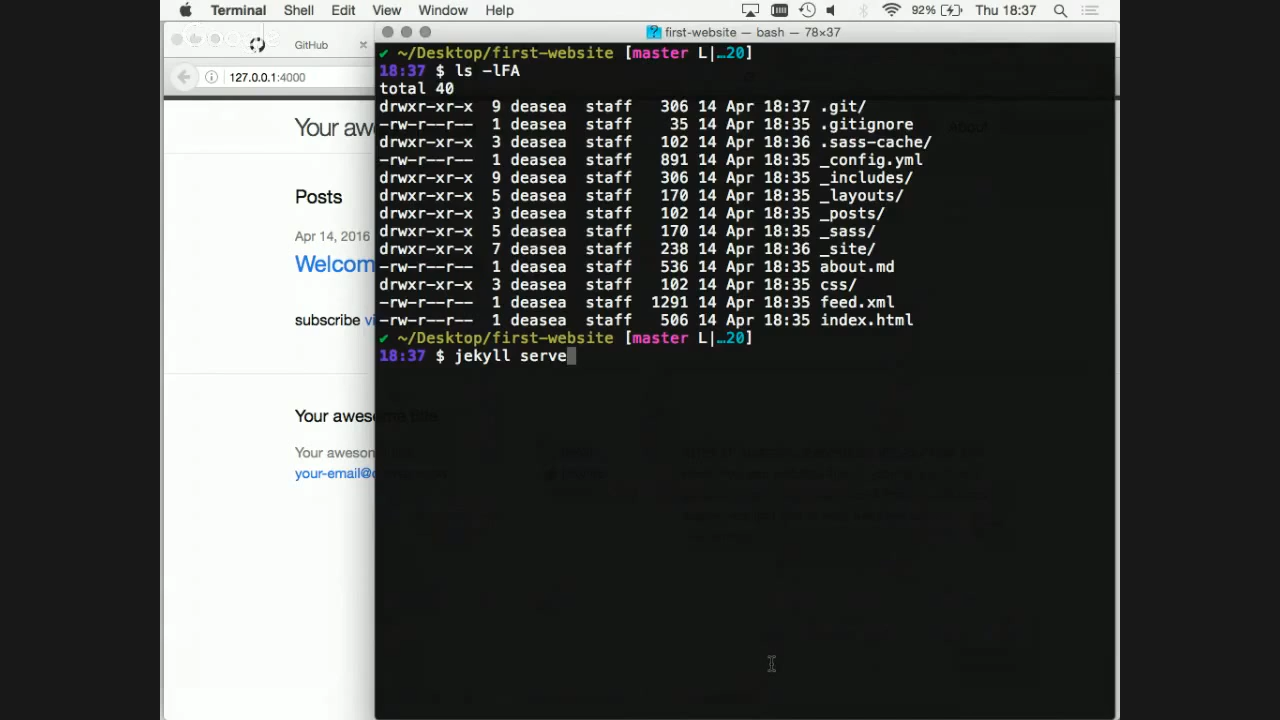 Terminal Shell Edit View Window Help 92% Thu 18:37
GitHub
first-website — bash — 78×37
127.0.0.1:4000
✔ ~/Desktop/first-website [master L|…20]
18:37 $ ls -lFA
total 40
drwxr-xr-x 9 deasea staff 306 14 Apr 18:37 .git/
-rw-r--r-- 1 deasea staff 35 14 Apr 18:35 .gitignore
drwxr-xr-x 3 deasea staff 102 14 Apr 18:36 .sass-cache/
-rw-r--r-- 1 deasea staff 891 14 Apr 18:35 _config.yml
drwxr-xr-x 9 deasea staff 306 14 Apr 18:35 _includes/
drwxr-xr-x 5 deasea staff 170 14 Apr 18:35 _layouts/
drwxr-xr-x 3 deasea staff 102 14 Apr 18:35 _posts/
drwxr-xr-x 5 deasea staff 170 14 Apr 18:35 _sass/
drwxr-xr-x 7 deasea staff 238 14 Apr 18:36 _site/
-rw-r--r-- 1 deasea staff 536 14 Apr 18:35 about.md
drwxr-xr-x 3 deasea staff 102 14 Apr 18:35 css/
-rw-r--r-- 1 deasea staff 1291 14 Apr 18:35 feed.xml
-rw-r--r-- 1 deasea staff 506 14 Apr 18:35 index.html
✔ ~/Desktop/first-website [master L|…20]
18:37 $ jekyll serve
Your aw
About
Posts
Apr 14, 2016
Welcom
subscribe vi
Your awesome title
Your aweson
your-email@